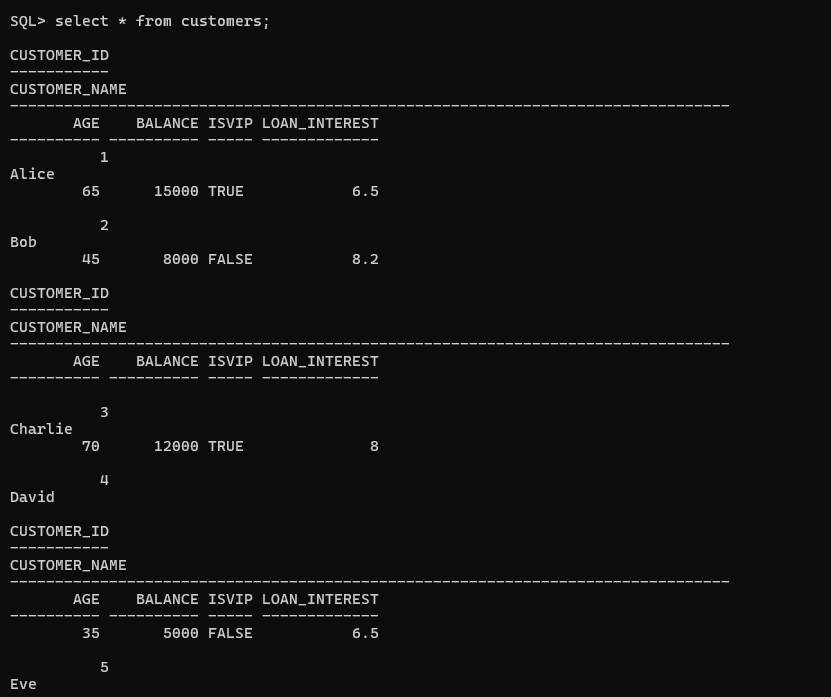 SQL> select * from customers;
CUSTOMER_ID
-----------
CUSTOMER_NAME
--------------------------------------------------------------------------------
       AGE    BALANCE ISVIP LOAN_INTEREST
---------- ---------- ----- -------------
          1
Alice
        65      15000 TRUE            6.5
          2
Bob
        45       8000 FALSE           8.2
CUSTOMER_ID
-----------
CUSTOMER_NAME
--------------------------------------------------------------------------------
       AGE    BALANCE ISVIP LOAN_INTEREST
---------- ---------- ----- -------------
          3
Charlie
        70      12000 TRUE              8
          4
David
CUSTOMER_ID
-----------
CUSTOMER_NAME
--------------------------------------------------------------------------------
       AGE    BALANCE ISVIP LOAN_INTEREST
---------- ---------- ----- -------------
        35       5000 FALSE           6.5
          5
Eve